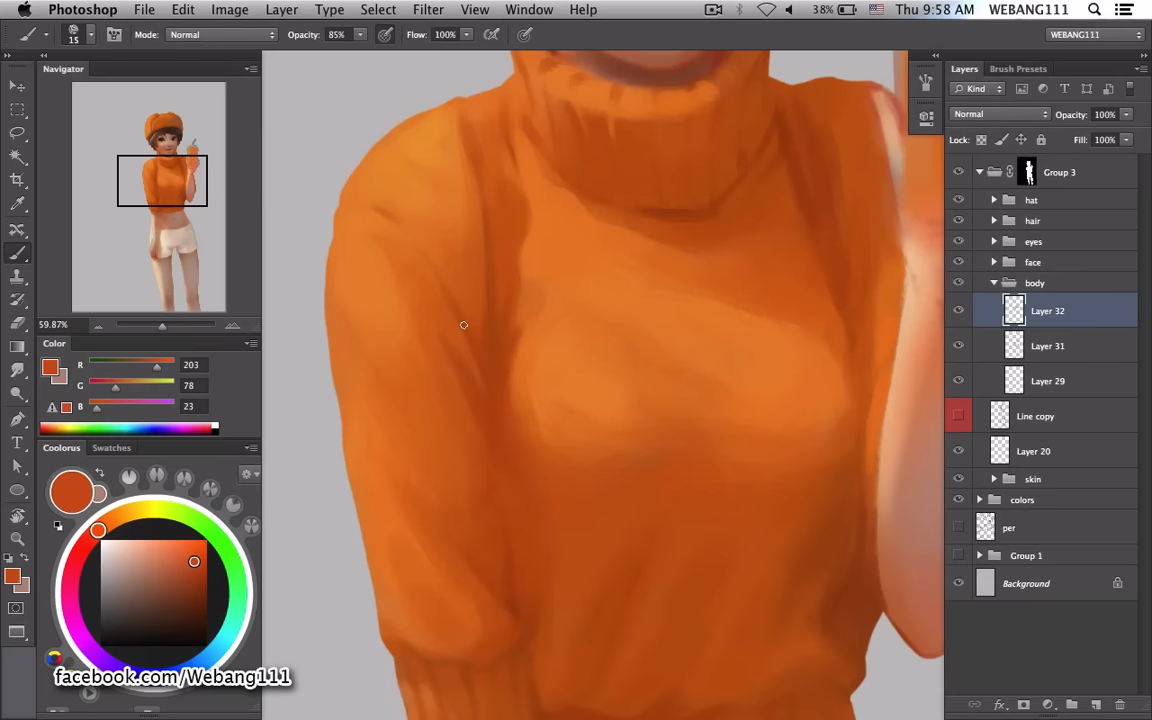 Photoshop File Edit Image Layer Type Select Filter View Window Help 38% Thu 9:58 AM WEBANG111
15 Mode: Normal Opacity: 85% Flow: 100% WEBANG111
Navigator
59.87%
Color
R 203
G 78
B 23
Coloris Swatches
facebook.com/Webang111
Layers Brush Presets
Kind
Normal Opacity: 100%
Lock: Fill: 100%
Group 3
hat
hair
eyes
face
body
Layer 32
Layer 31
Layer 29
Line copy
Layer 20
skin
colors
per
Group 1
Background
fx